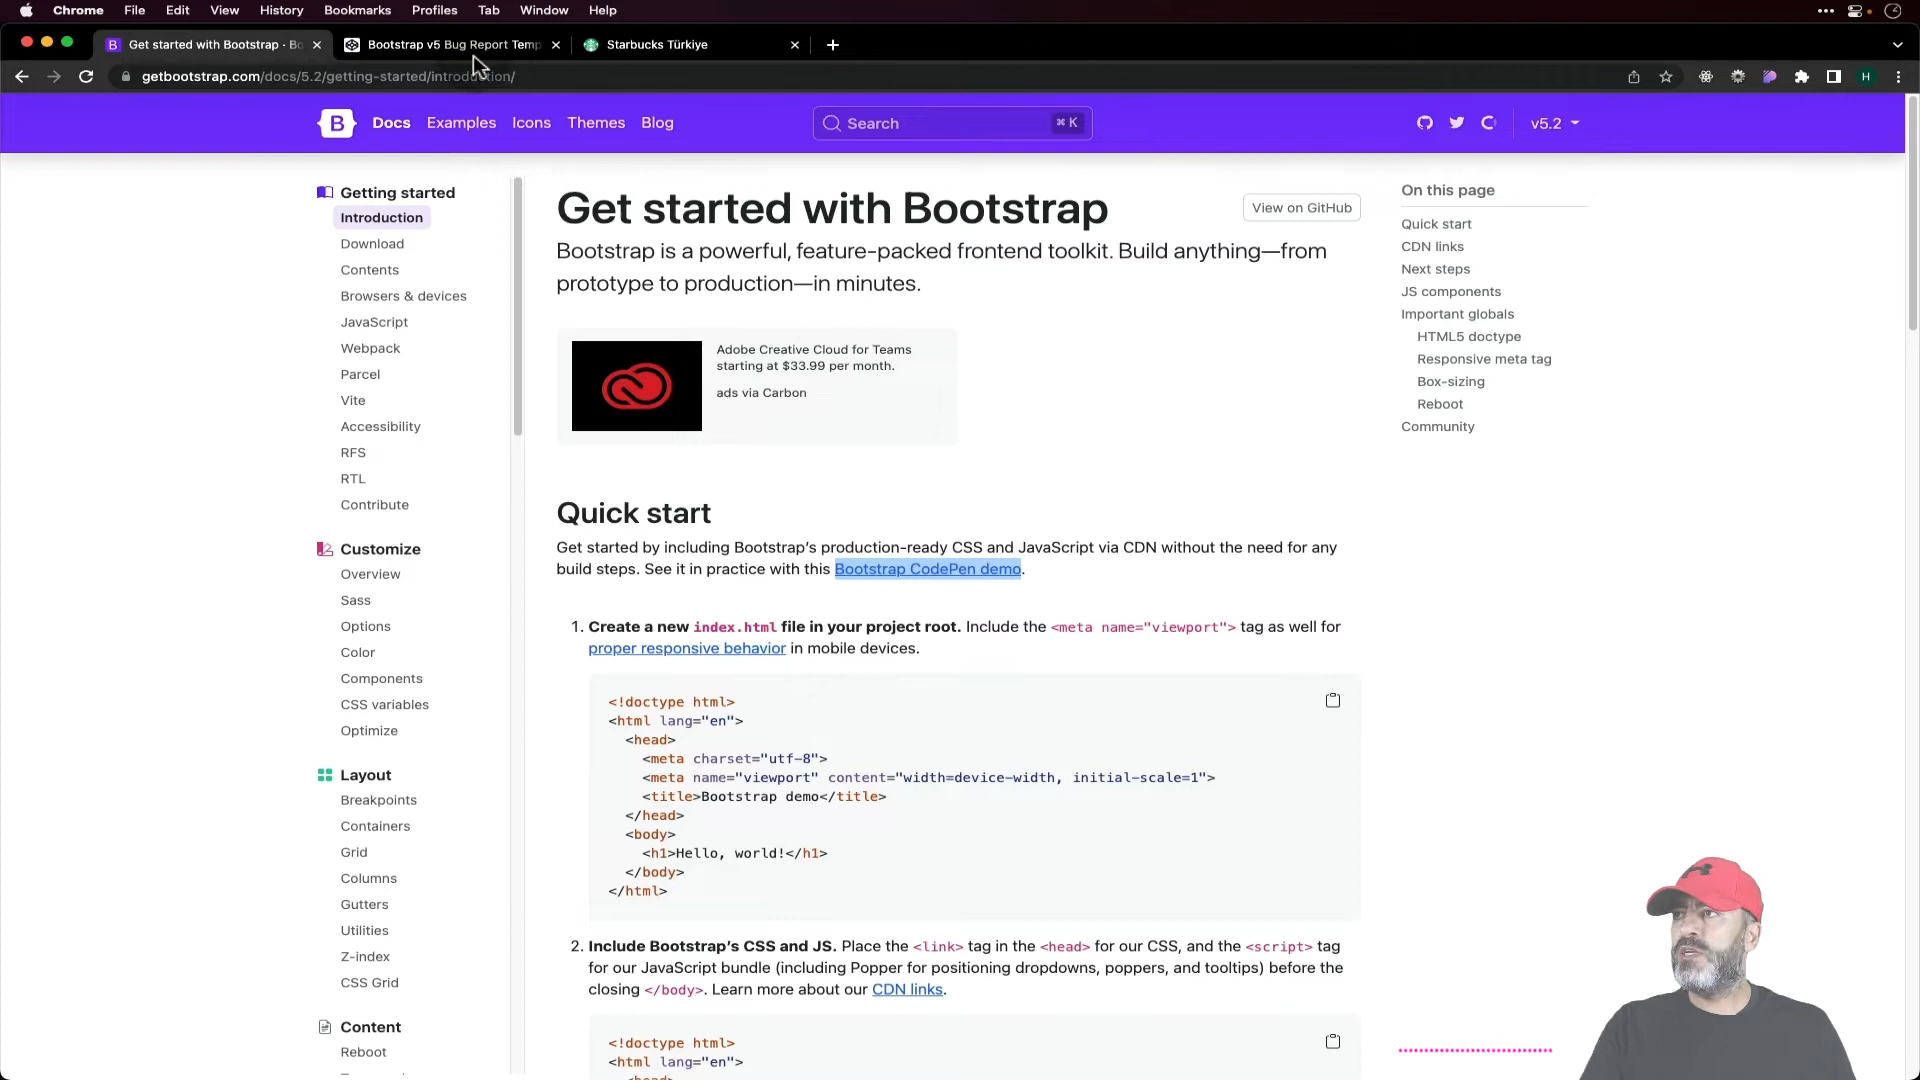 Chrome File Edit View History Bookmarks Profiles Tab Window Help
Get started with Bootstrap · Bo
Bootstrap v5 Bug Report Temp
Starbucks Türkiye
getbootstrap.com/docs/5.2/getting-started/introduction/
H
B Docs Examples Icons Themes Blog
Search
⌘ K
v5.2
Getting started
Introduction
Download
Contents
Browsers & devices
JavaScript
Webpack
Parcel
Vite
Accessibility
RFS
RTL
Contribute
Customize
Overview
Sass
Options
Color
Components
CSS variables
Optimize
Layout
Breakpoints
Containers
Grid
Columns
Gutters
Utilities
Z-index
CSS Grid
Content
Reboot
Get started with Bootstrap
View on GitHub
Bootstrap is a powerful, feature-packed frontend toolkit. Build anything—from
prototype to production—in minutes.
Adobe Creative Cloud for Teams
starting at $33.99 per month.
ads via Carbon
Quick start
Get started by including Bootstrap’s production-ready CSS and JavaScript via CDN without the need for any
build steps. See it in practice with this Bootstrap CodePen demo.
1. Create a new index.html file in your project root. Include the <meta name="viewport"> tag as well for
proper responsive behavior in mobile devices.
<!doctype html>
<html lang="en">
<head>
<meta charset="utf-8">
<meta name="viewport" content="width=device-width, initial-scale=1">
<title>Bootstrap demo</title>
</head>
<body>
<h1>Hello, world!</h1>
</body>
</html>
2. Include Bootstrap’s CSS and JS. Place the <link> tag in the <head> for our CSS, and the <script> tag
for our JavaScript bundle (including Popper for positioning dropdowns, poppers, and tooltips) before the
closing </body>. Learn more about our CDN links.
<!doctype html>
<html lang="en">
<head>
On this page
Quick start
CDN links
Next steps
JS components
Important globals
HTML5 doctype
Responsive meta tag
Box-sizing
Reboot
Community